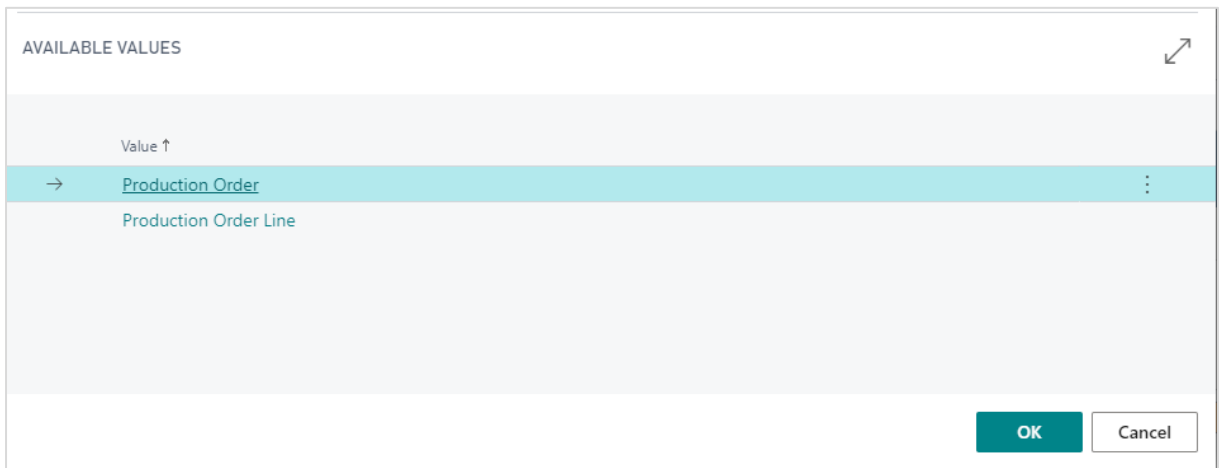 AVAILABLE VALUES
Value ↑
Production Order
Production Order Line
OK Cancel